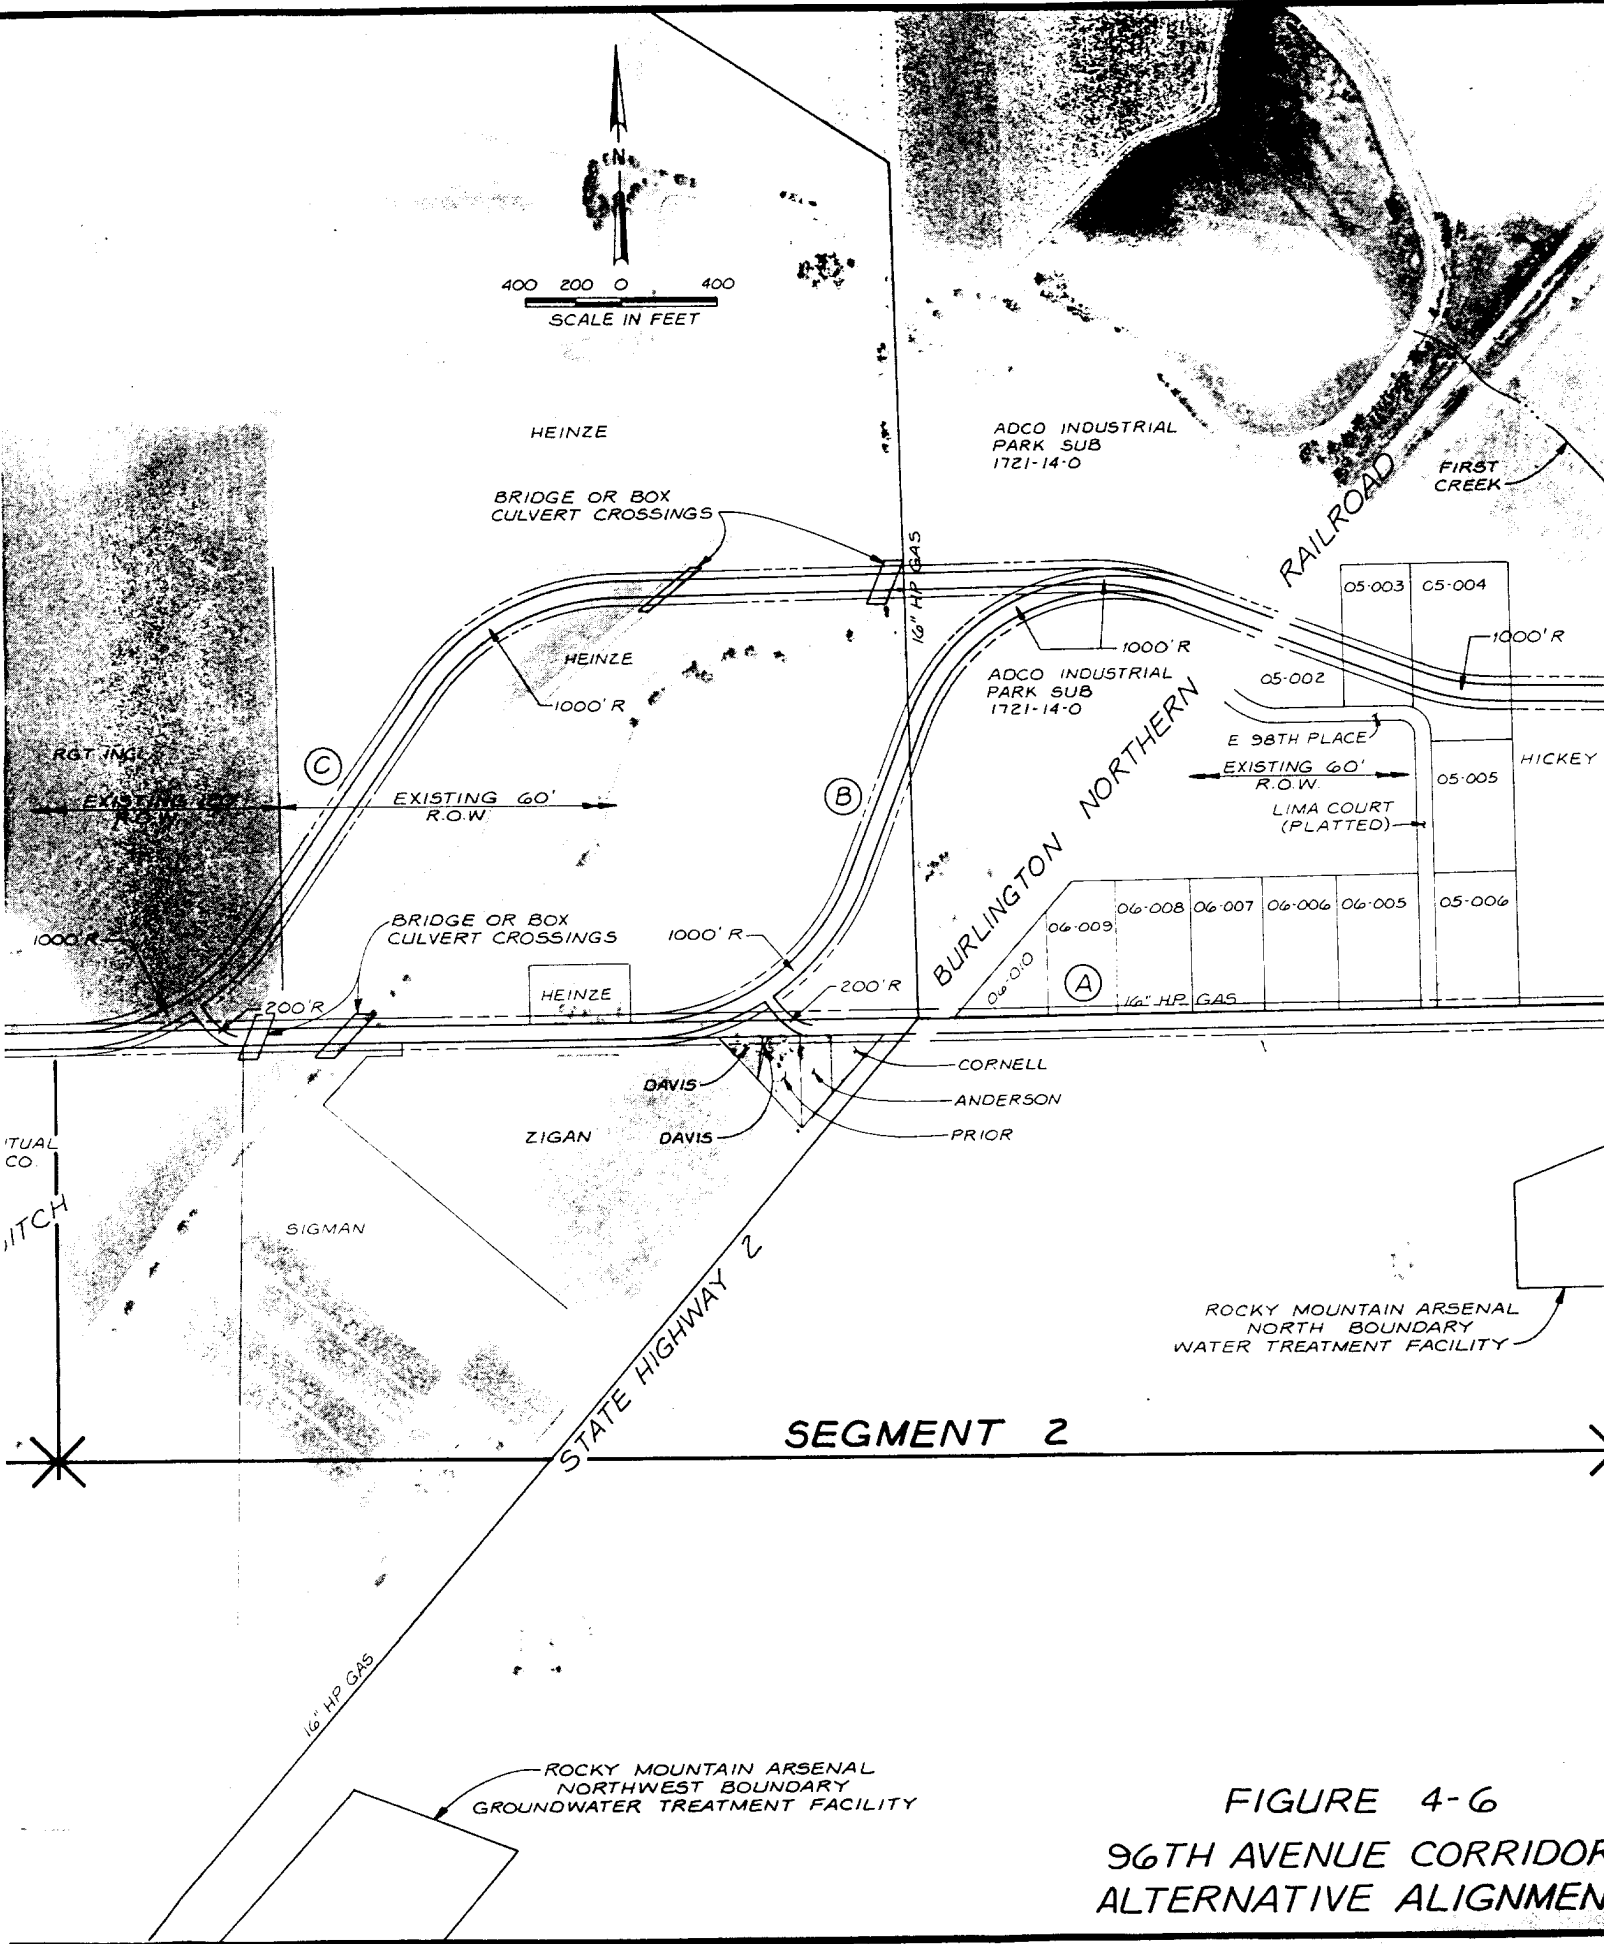 N
400 200 0 400
SCALE IN FEET
HEINZE
ADCO INDUSTRIAL
PARK SUB
1721-14-0
BRIDGE OR BOX
CULVERT CROSSINGS
16" HP GAS
RAILROAD
FIRST
CREEK
05-003
05-004
HEINZE
1000' R
1000' R
1000' R
ADCO INDUSTRIAL
PARK SUB
1721-14-0
05-002
E 98TH PLACE
EXISTING 60'
R.O.W.
LIMA COURT
(PLATTED)
05-005
HICKEY
C
B
EXISTING 60'
R.O.W.
EXISTING
R.O.W.
BURLINGTON NORTHERN
BRIDGE OR BOX
CULVERT CROSSINGS
1000' R
1000' R
200'R
200'R
HEINZE
06-010
06-009
06-008
06-007
06-006
06-005
05-006
A
16" HP GAS
DAVIS
DAVIS
CORNELL
ANDERSON
PRIOR
ZIGAN
SIGMAN
ITUAL
CO.
ITCH
STATE HIGHWAY 2
ROCKY MOUNTAIN ARSENAL
NORTH BOUNDARY
WATER TREATMENT FACILITY
SEGMENT 2
16" HP GAS
ROCKY MOUNTAIN ARSENAL
NORTHWEST BOUNDARY
GROUNDWATER TREATMENT FACILITY
FIGURE 4-6
96TH AVENUE CORRIDOR
ALTERNATIVE ALIGNMEN